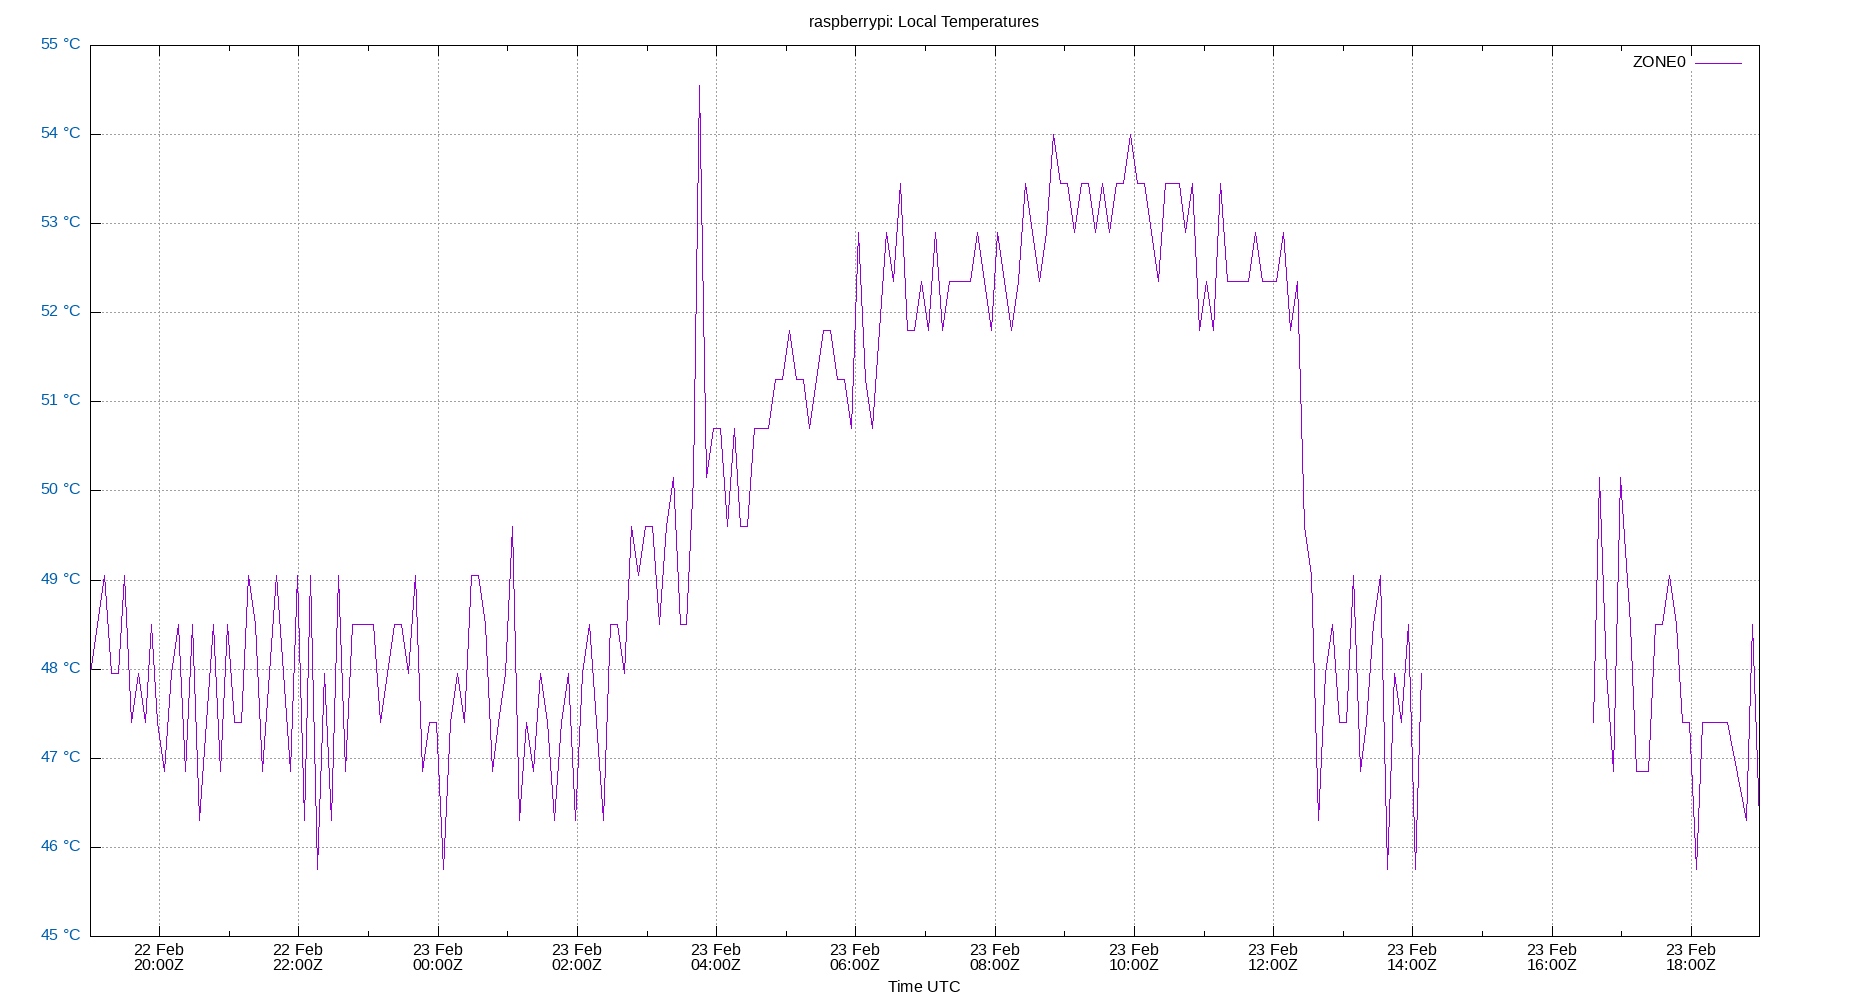 raspberrypi: Local Temperatures
ZONE0
55 °C
54 °C
53 °C
52 °C
51 °C
50 °C
49 °C
48 °C
47 °C
46 °C
45 °C
22 Feb 22 Feb 23 Feb 23 Feb 23 Feb 23 Feb 23 Feb 23 Feb 23 Feb 23 Feb 23 Feb 23 Feb
20:00Z 22:00Z 00:00Z 02:00Z 04:00Z 06:00Z 08:00Z 10:00Z 12:00Z 14:00Z 16:00Z 18:00Z
Time UTC